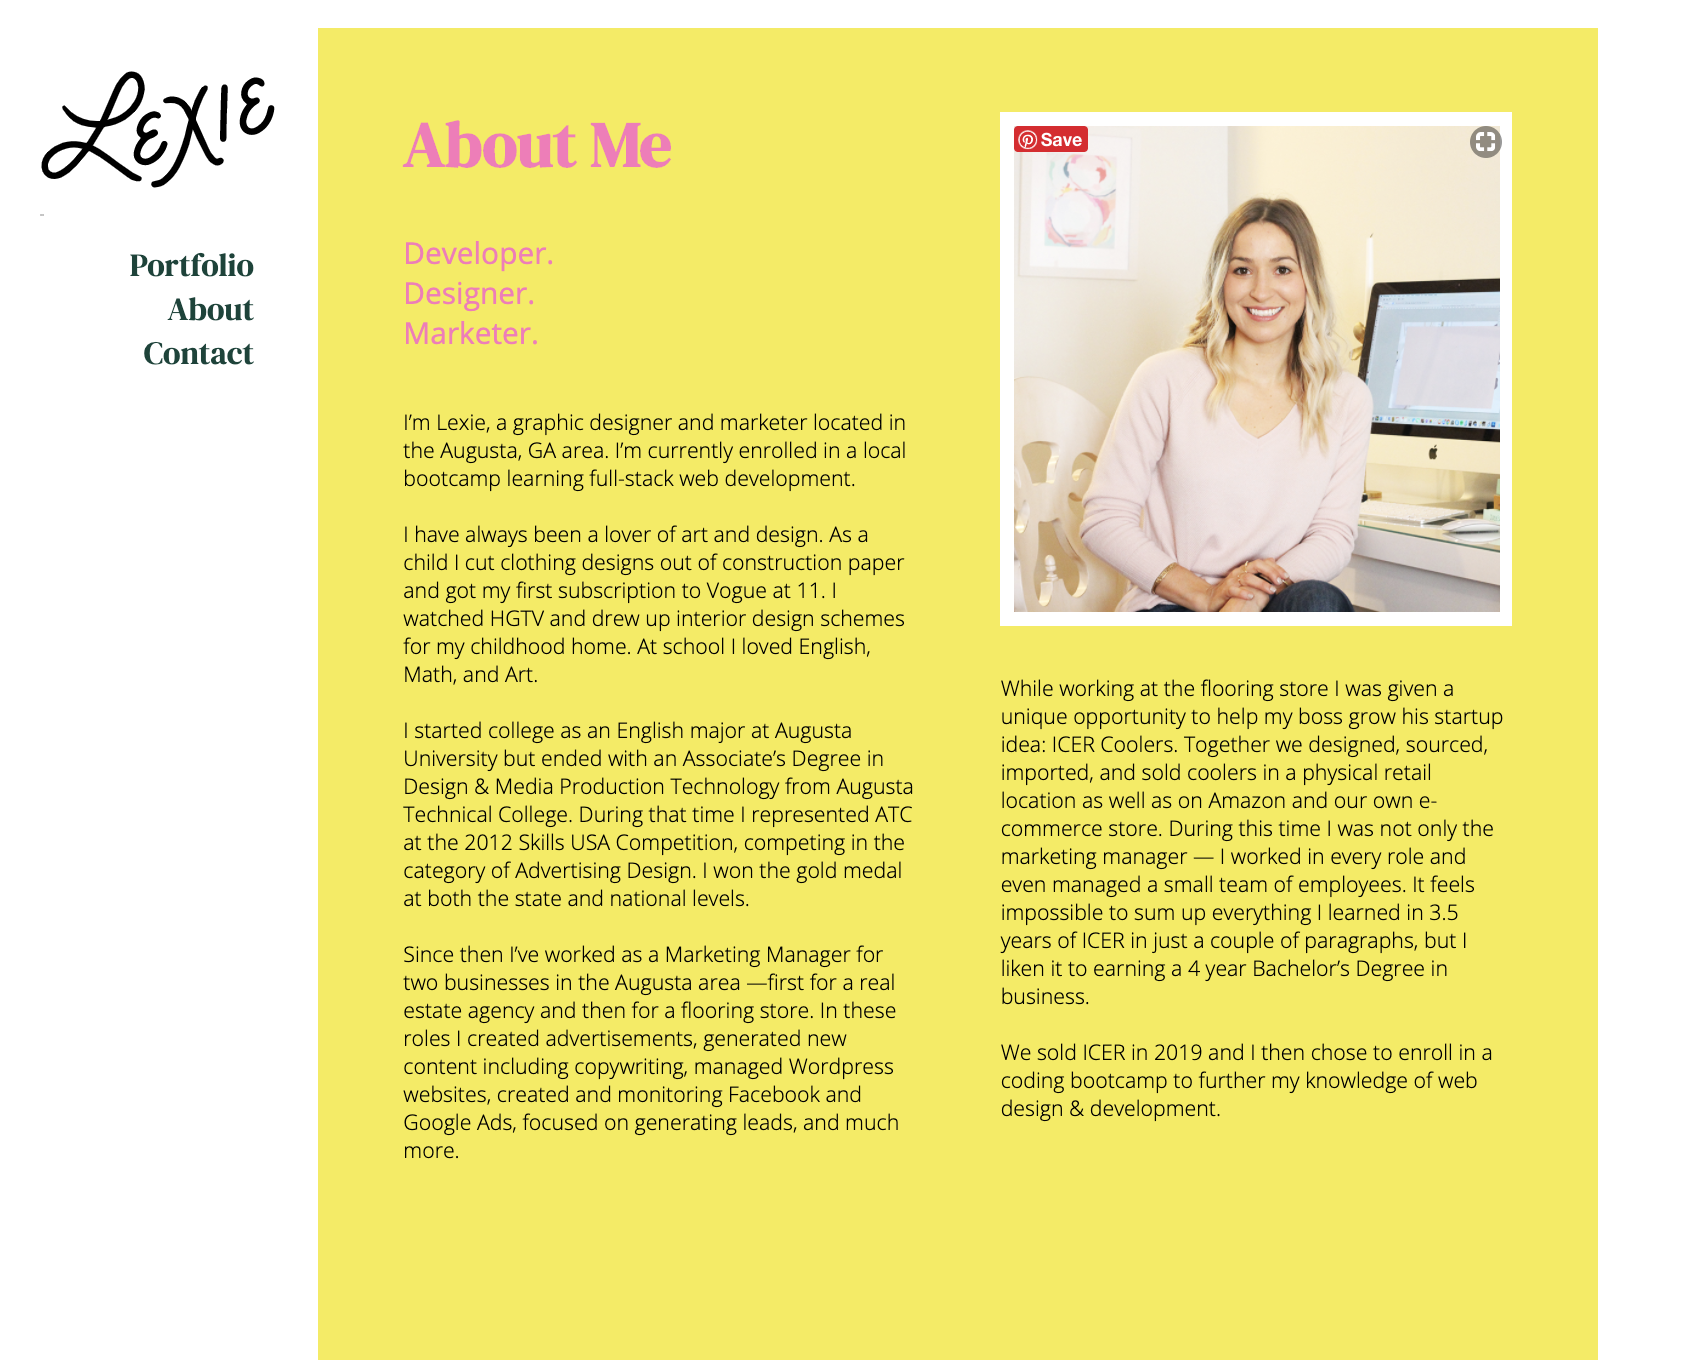 LEXIE
Portfolio
About
Contact
About Me
Developer.
Designer.
Marketer.
I’m Lexie, a graphic designer and marketer located in
the Augusta, GA area. I’m currently enrolled in a local
bootcamp learning full-stack web development.
I have always been a lover of art and design. As a
child I cut clothing designs out of construction paper
and got my first subscription to Vogue at 11. I
watched HGTV and drew up interior design schemes
for my childhood home. At school I loved English,
Math, and Art.
I started college as an English major at Augusta
University but ended with an Associate’s Degree in
Design & Media Production Technology from Augusta
Technical College. During that time I represented ATC
at the 2012 Skills USA Competition, competing in the
category of Advertising Design. I won the gold medal
at both the state and national levels.
Since then I’ve worked as a Marketing Manager for
two businesses in the Augusta area —first for a real
estate agency and then for a flooring store. In these
roles I created advertisements, generated new
content including copywriting, managed Wordpress
websites, created and monitoring Facebook and
Google Ads, focused on generating leads, and much
more.
Save
While working at the flooring store I was given a
unique opportunity to help my boss grow his startup
idea: ICER Coolers. Together we designed, sourced,
imported, and sold coolers in a physical retail
location as well as on Amazon and our own e-
commerce store. During this time I was not only the
marketing manager — I worked in every role and
even managed a small team of employees. It feels
impossible to sum up everything I learned in 3.5
years of ICER in just a couple of paragraphs, but I
liken it to earning a 4 year Bachelor’s Degree in
business.
We sold ICER in 2019 and I then chose to enroll in a
coding bootcamp to further my knowledge of web
design & development.